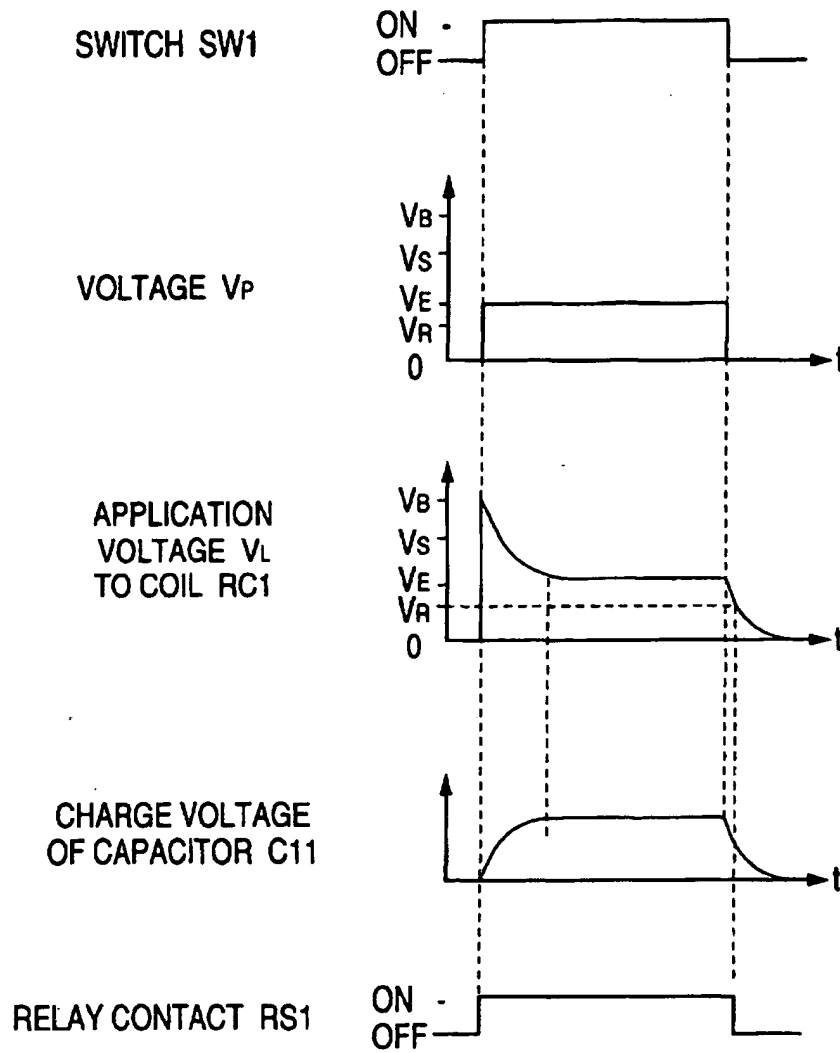 SWITCH SW1
ON
OFF
VOLTAGE VP
VB
VS
VE
VR
0
t
APPLICATION
VOLTAGE VL
TO COIL RC1
VB
VS
VE
VR
0
t
CHARGE VOLTAGE
OF CAPACITOR C11
t
RELAY CONTACT RS1
ON
OFF